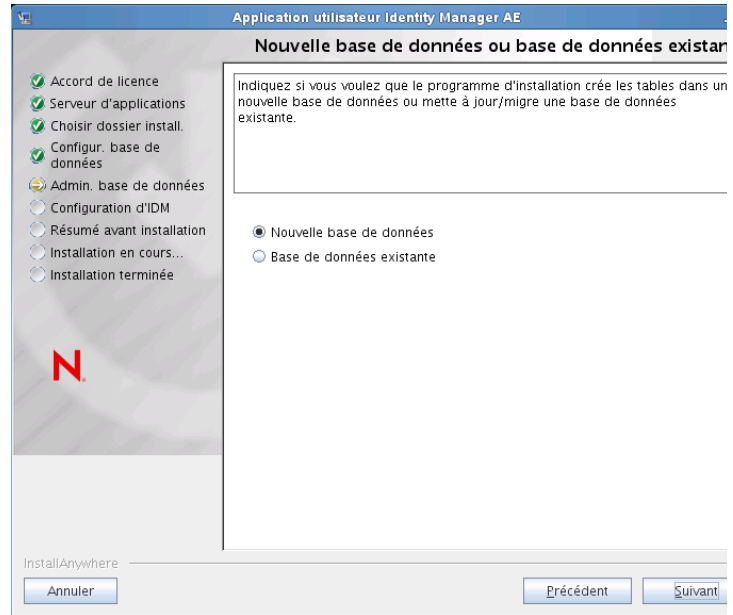 Application utilisateur Identity Manager AE
Nouvelle base de données ou base de données existan
Accord de licence
Serveur d'applications
Choisir dossier install.
Configur. base de
données
Admin. base de données
Configuration d'IDM
Résumé avant installation
Installation en cours...
Installation terminée
N
Indiquez si vous voulez que le programme d'installation crée les tables dans un
nouvelle base de données ou mette à jour/migre une base de données
existante.
Nouvelle base de données
Base de données existante
InstallAnywhere
Annuler
Précédent
Suivant